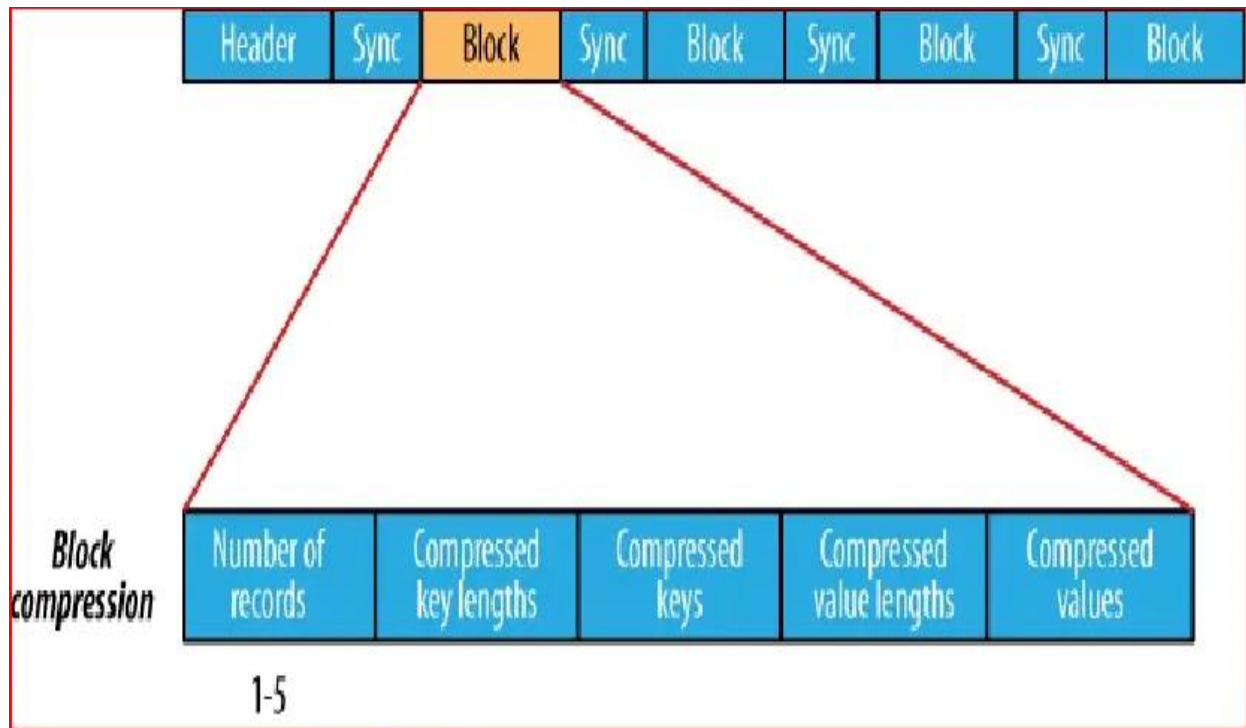 Header Sync Block Sync Block Sync Block Sync Block
Block
compression
Number of
records
Compressed
key lengths
Compressed
keys
Compressed
value lengths
Compressed
values
1-5